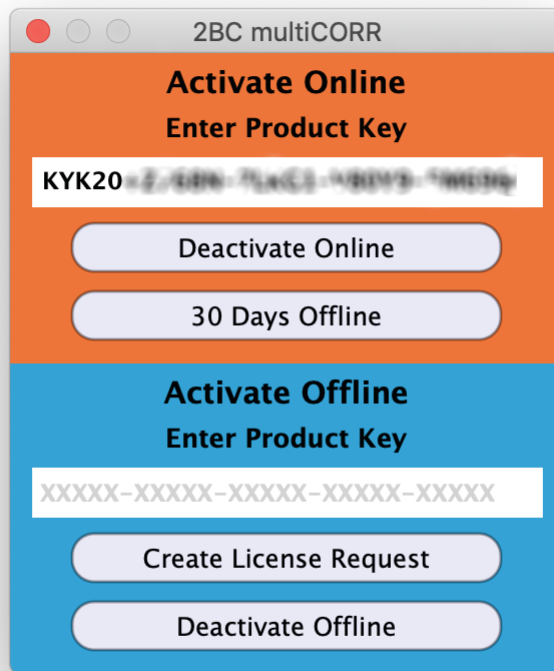 2BC multiCORR
Activate Online
Enter Product Key
KYK20
Deactivate Online
30 Days Offline
Activate Offline
Enter Product Key
XXXXX-XXXXX-XXXXX-XXXXX-XXXXX
Create License Request
Deactivate Offline